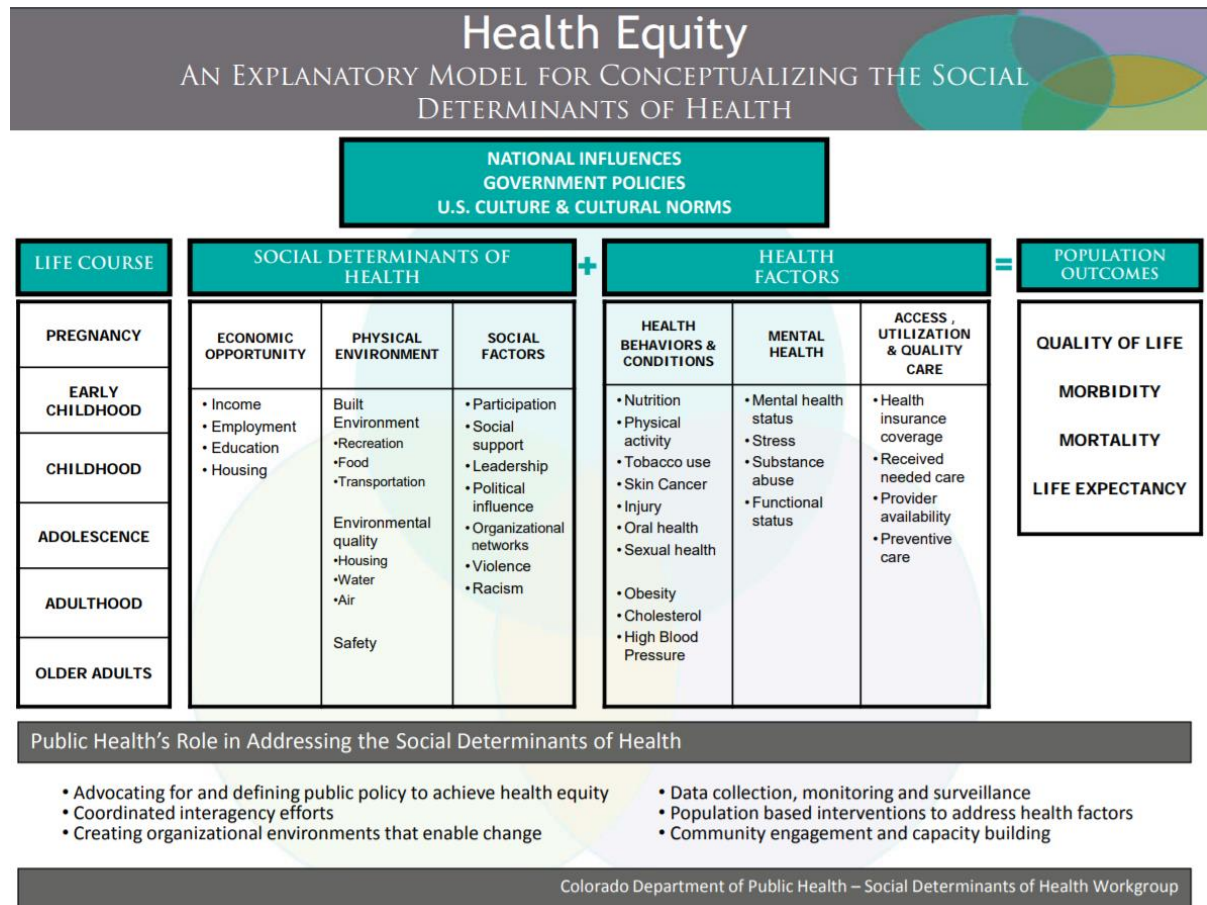 Health Equity
AN EXPLANATORY MODEL FOR CONCEPTUALIZING THE SOCIAL
DETERMINANTS OF HEALTH
NATIONAL INFLUENCES
GOVERNMENT POLICIES
U.S. CULTURE & CULTURAL NORMS
LIFE COURSE
PREGNANCY
EARLY
CHILDHOOD
CHILDHOOD
ADOLESCENCE
ADULTHOOD
OLDER ADULTS
SOCIAL DETERMINANTS OF
HEALTH
ECONOMIC
OPPORTUNITY
• Income
• Employment
• Education
• Housing
PHYSICAL
ENVIRONMENT
Built
Environment
•Recreation
•Food
•Transportation
Environmental
quality
•Housing
•Water
•Air
Safety
SOCIAL
FACTORS
•Participation
•Social
support
•Leadership
•Political
influence
•Organizational
networks
•Violence
•Racism
+
HEALTH
FACTORS
HEALTH
BEHAVIORS &
CONDITIONS
•Nutrition
•Physical
activity
•Tobacco use
•Skin Cancer
•Injury
•Oral health
•Sexual health
•Obesity
•Cholesterol
•High Blood
Pressure
MENTAL
HEALTH
•Mental health
status
•Stress
•Substance
abuse
•Functional
status
ACCESS ,
UTILIZATION
& QUALITY
CARE
•Health
insurance
coverage
•Received
needed care
•Provider
availability
•Preventive
care
=
POPULATION
OUTCOMES
QUALITY OF LIFE
MORBIDITY
MORTALITY
LIFE EXPECTANCY
Public Health's Role in Addressing the Social Determinants of Health
• Advocating for and defining public policy to achieve health equity
• Coordinated interagency efforts
• Creating organizational environments that enable change
• Data collection, monitoring and surveillance
• Population based interventions to address health factors
• Community engagement and capacity building
Colorado Department of Public Health – Social Determinants of Health Workgroup